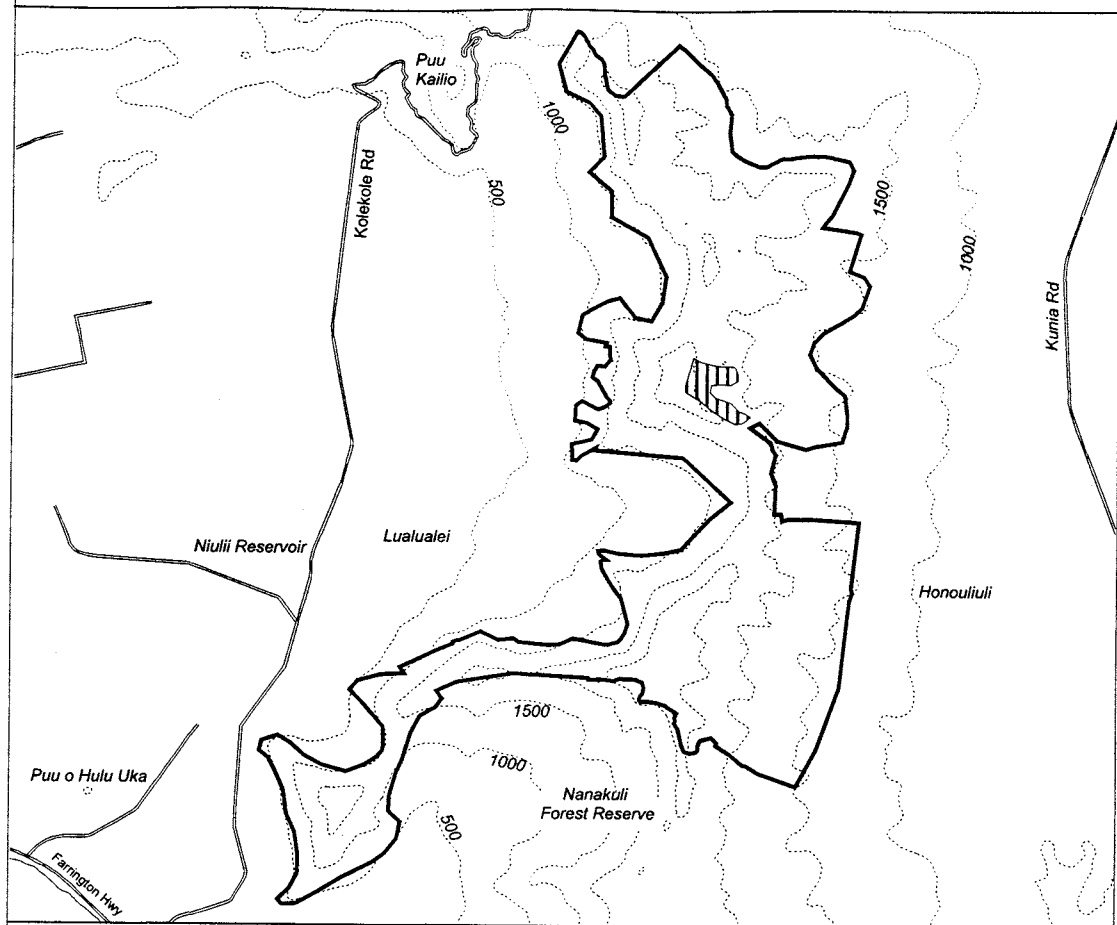 Puu
Kailio
1000
Kolekole Rd
500
1500
1000
Kunia Rd
Niulii Reservoir
Lualualei
Honouliuli
1500
1000
Puu o Hulu Uka
Nanakuli
Forest Reserve
500
Farrington Hwy